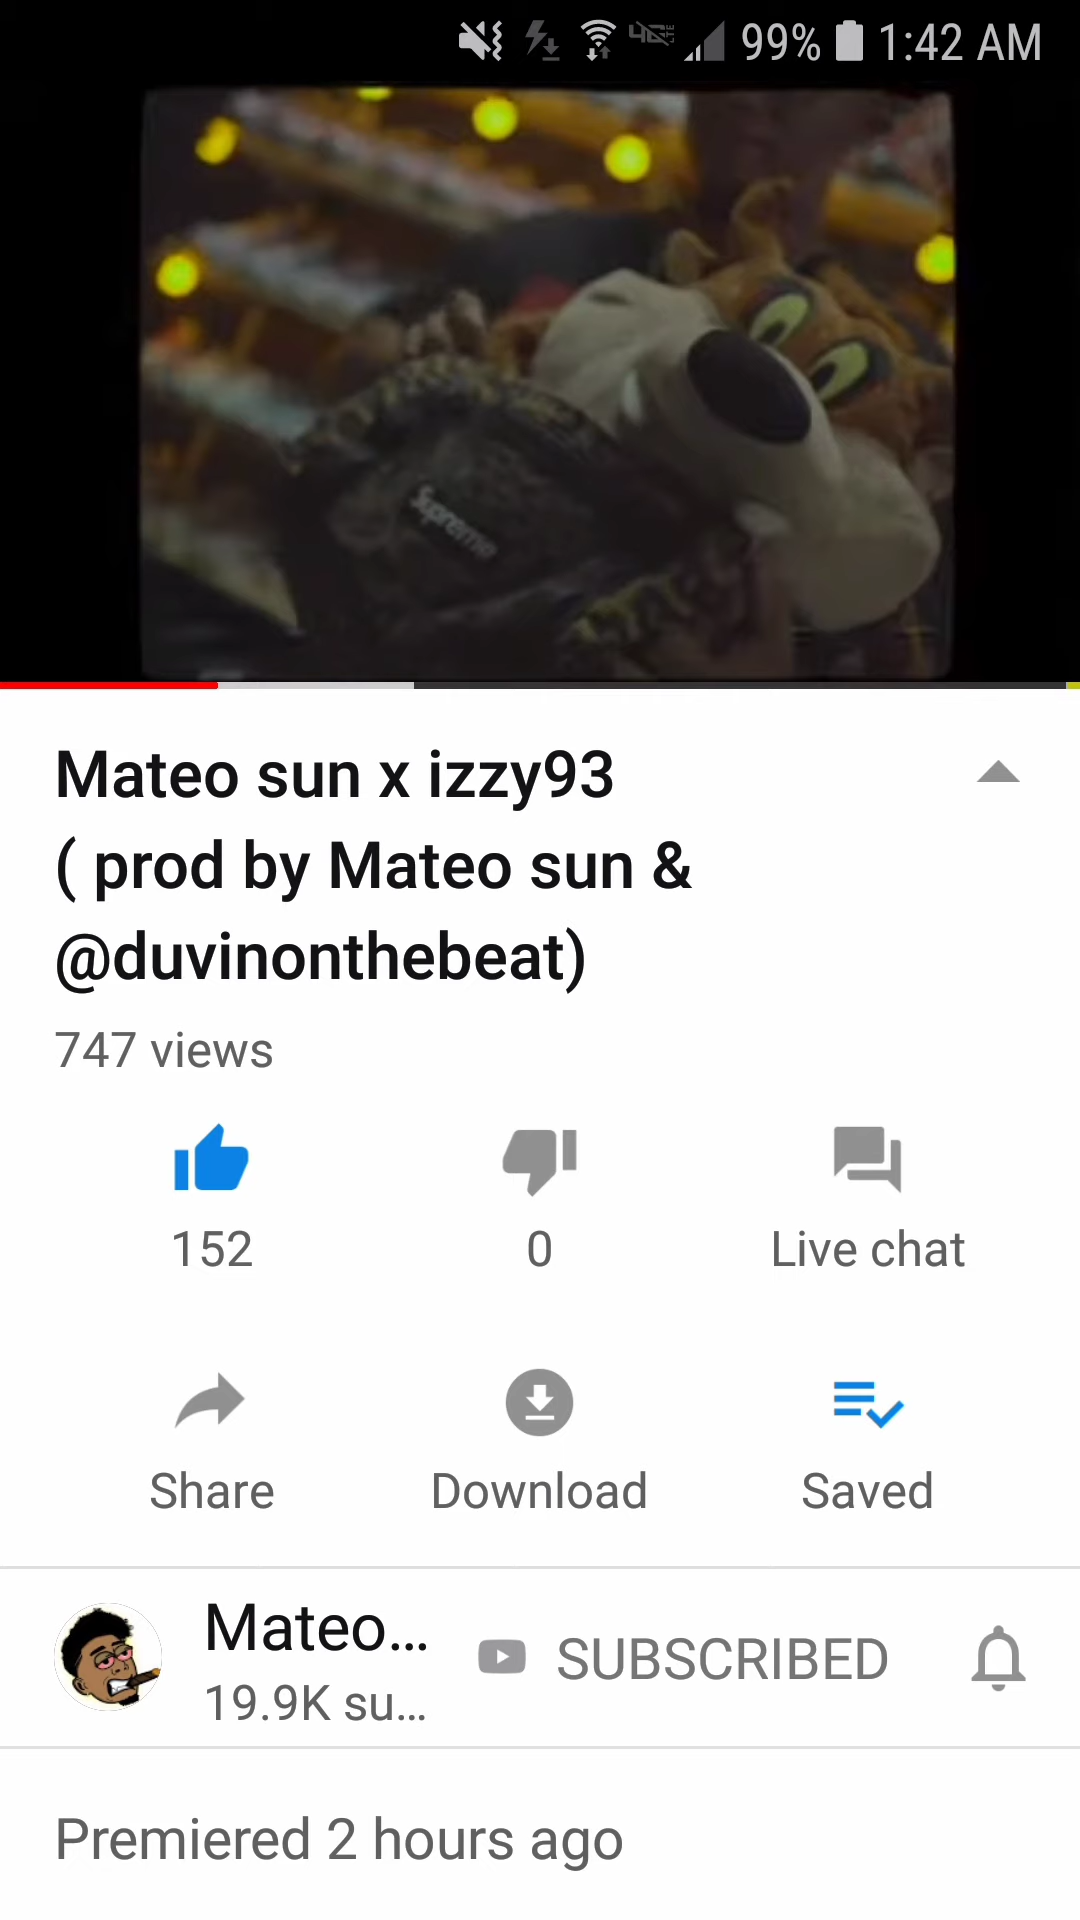 99% 1:42 AM
Supreme
Mateo sun x izzy93
( prod by Mateo sun &
@duvinonthebeat)
747 views
152 0 Live chat
Share Download Saved
Mateo... SUBSCRIBED
19.9K su...
Premiered 2 hours ago